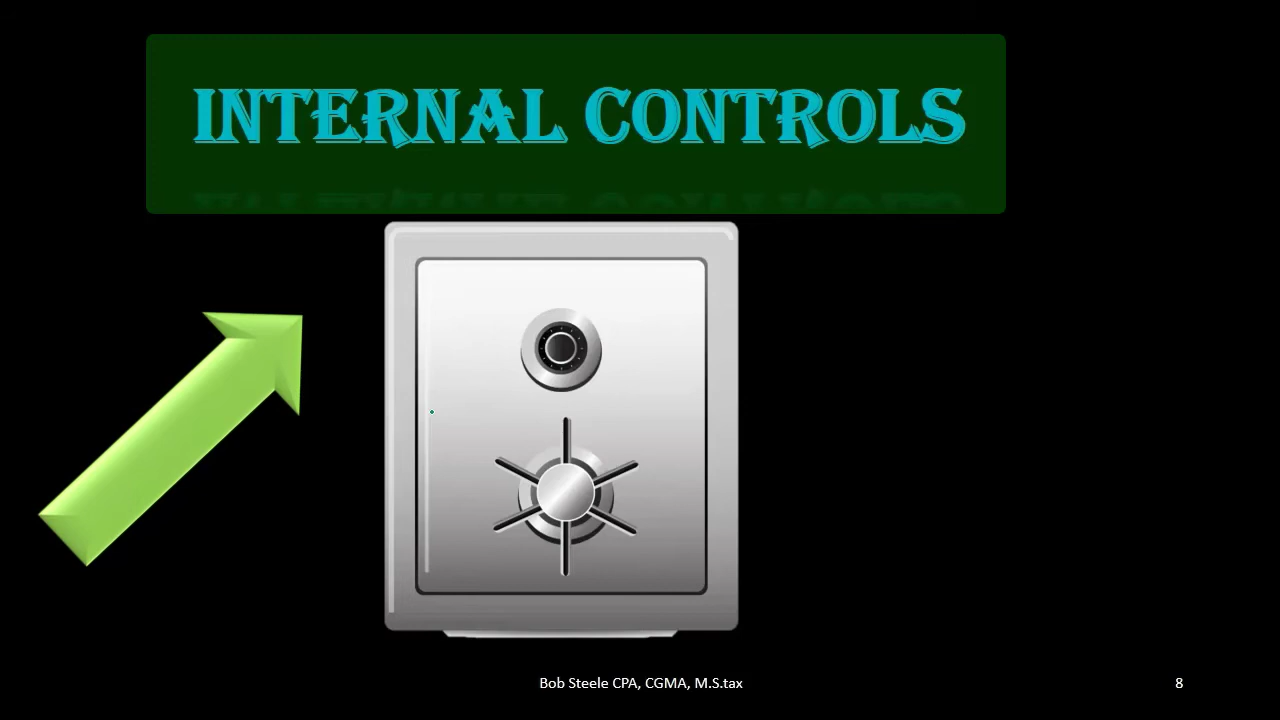 INTERNAL CONTROLS
Bob Steele CPA, CGMA, M.S.tax
8